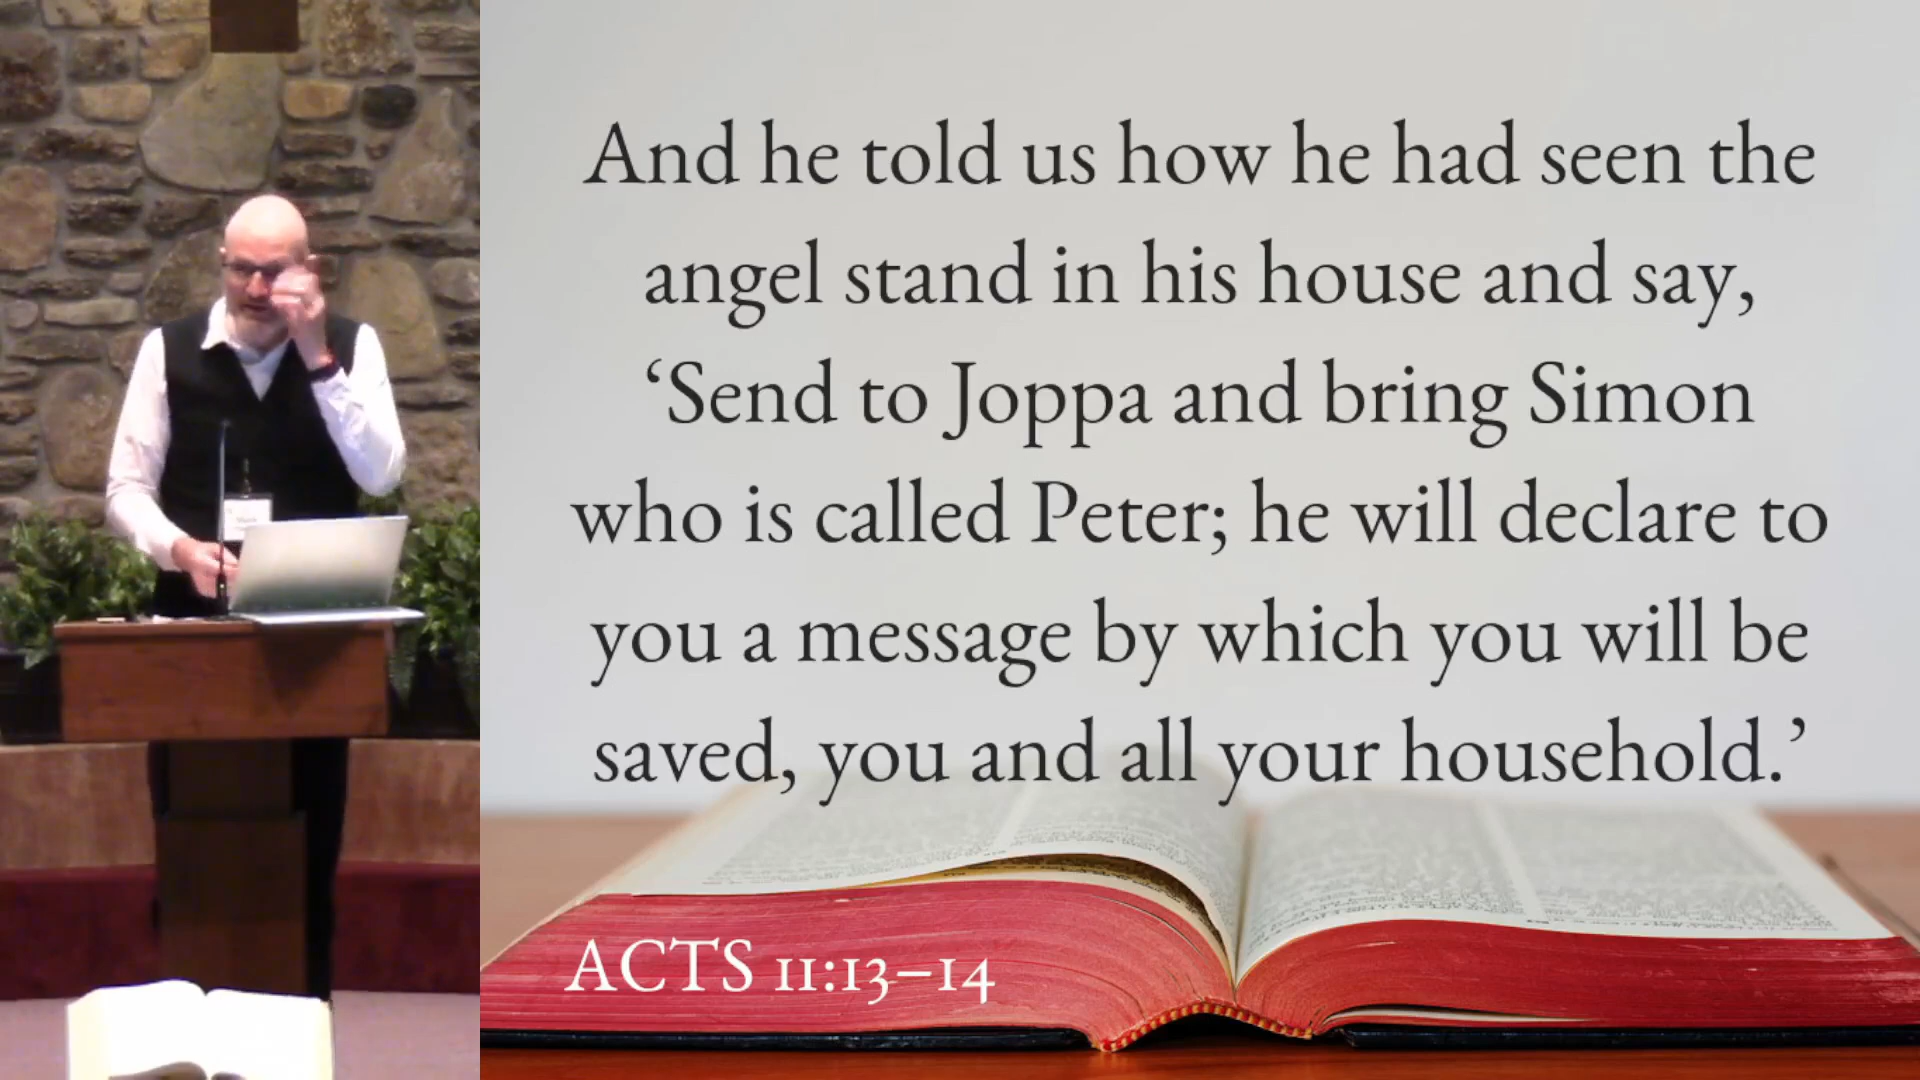 And he told us how he had seen the
angel stand in his house and say,
‘Send to Joppa and bring Simon
who is called Peter; he will declare to
you a message by which you will be
saved, you and all your household.’
ACTS 11:13–14